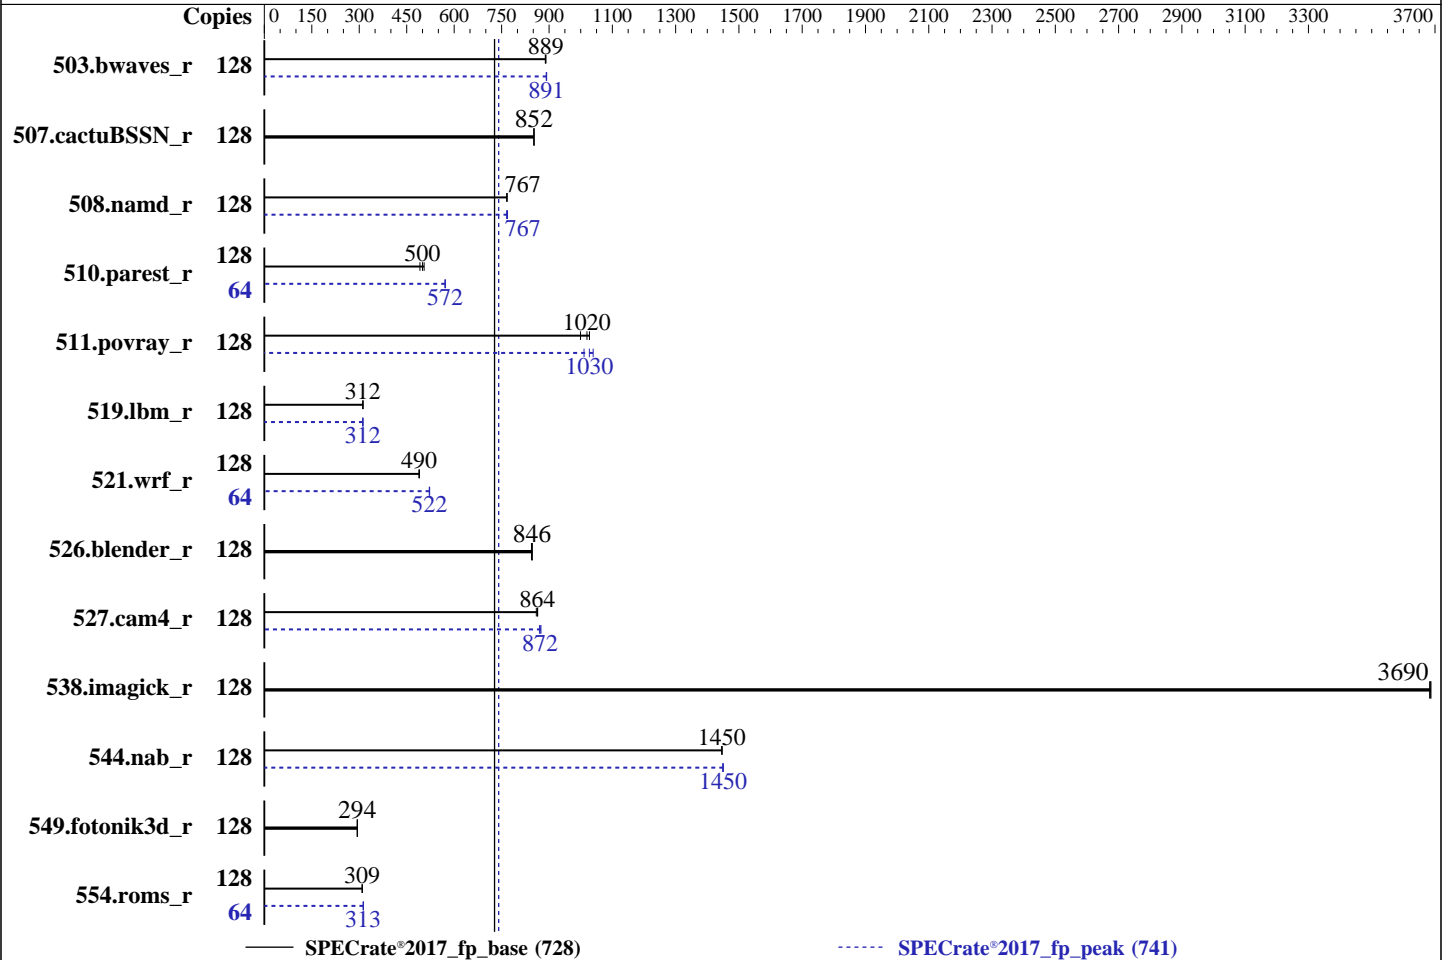 Copies 0 150 300 450 600 750 900 1100 1300 1500 1700 1900 2100 2300 2500 2700 2900 3100 3300 3700
503.bwaves_r 128 889
891
507.cactuBSSN_r 128 852
508.namd_r 128 767
767
510.parest_r 128 500
64 572
511.povray_r 128 1020
1030
519.lbm_r 128 312
312
521.wrf_r 128 490
64 522
526.blender_r 128 846
527.cam4_r 128 864
872
538.imagick_r 128 3690
544.nab_r 128 1450
1450
549.fotonik3d_r 128 294
554.roms_r 128 309
64 313
SPECrate®2017_fp_base (728) SPECrate®2017_fp_peak (741)